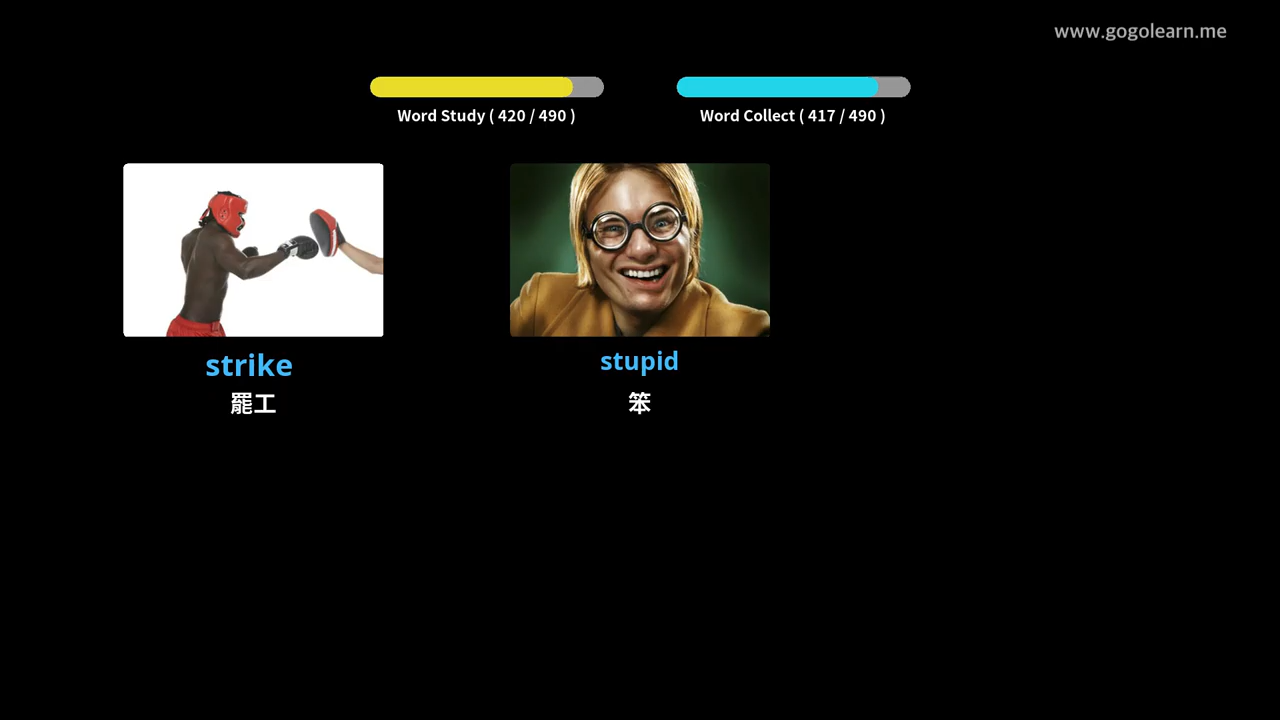 www.gogolearn.me
Word Study ( 420 / 490 )
Word Collect ( 417 / 490 )
strike
罷工
stupid
笨